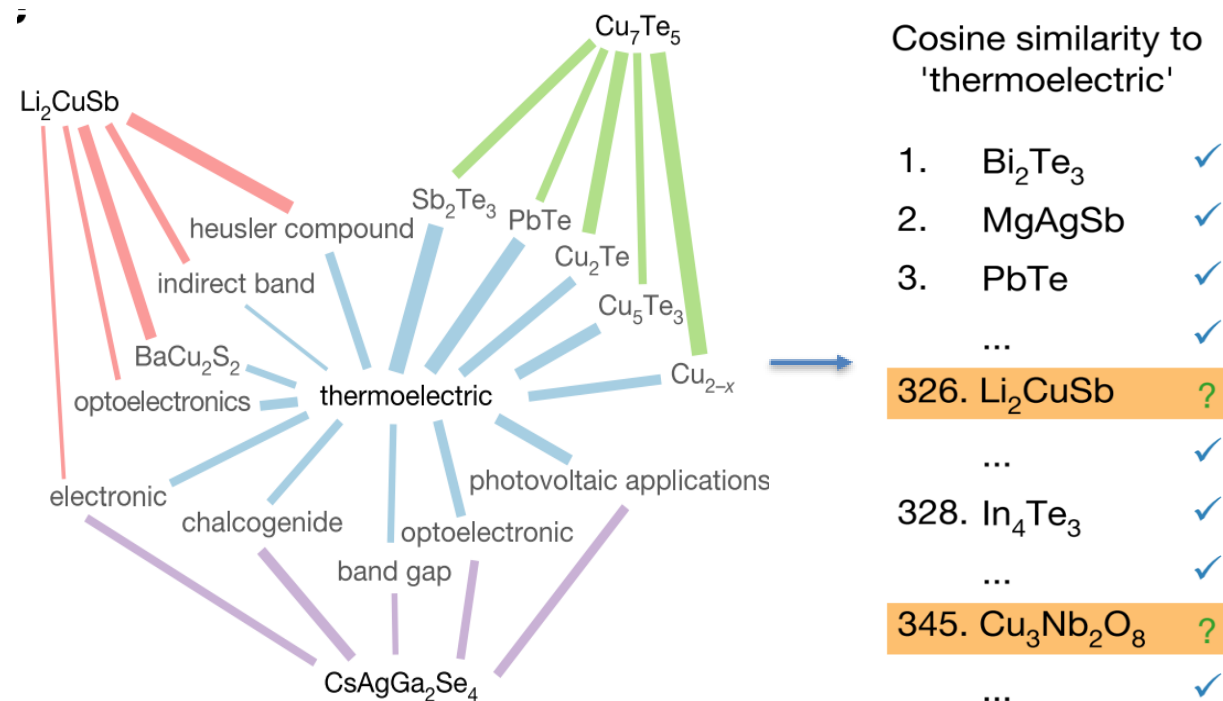 Cu₇Te₅
Li₂CuSb
Sb₂Te₃
PbTe
heusler compound
Cu₂Te
indirect band
Cu₅Te₃
BaCu₂S₂
Cu₂₋ₓ
optoelectronics
thermoelectric
electronic
photovoltaic applications
chalcogenide
optoelectronic
band gap
CsAgGa₂Se₄
Cosine similarity to
'thermoelectric'
1. Bi₂Te₃ ✓
2. MgAgSb ✓
3. PbTe ✓
... ✓
326. Li₂CuSb ?
... ✓
328. In₄Te₃ ✓
... ✓
345. Cu₃Nb₂O₈ ?
... ✓